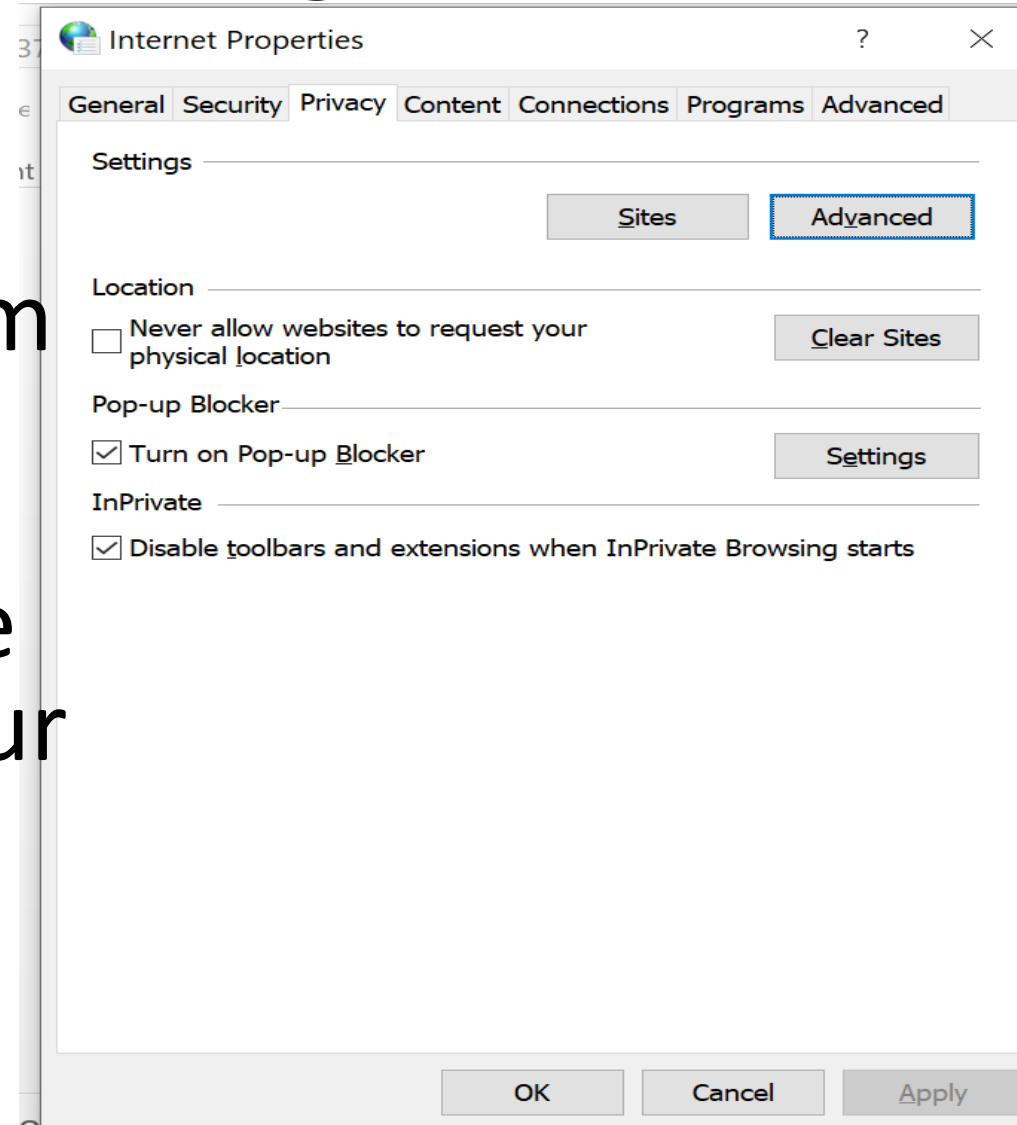 37
Internet Properties ?
General Security Privacy Content Connections Programs Advanced
Settings
Sites Advanced
Location
Never allow websites to request your
physical location
Clear Sites
Pop-up Blocker
Turn on Pop-up Blocker Settings
InPrivate
Disable toolbars and extensions when InPrivate Browsing starts
OK Cancel Apply